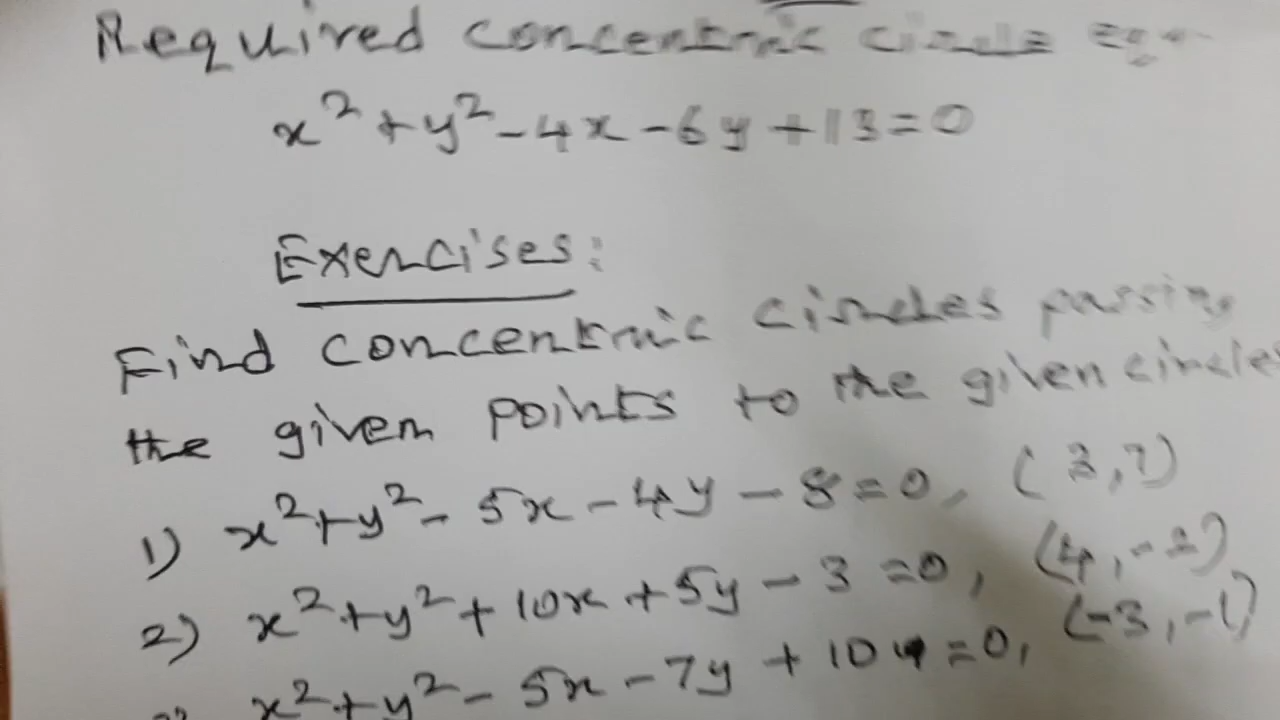 Required concentric circle
x² + y² - 4x - 6y + 13 = 0
Exercises:
Find concentric circles passing
the given points to the given circles
1) x² + y² - 5x - 4y - 8 = 0, (3,7)
2) x² + y² + 10x + 5y - 3 = 0, (4,-2)
x² + y² - 5x - 7y + 10 = 0, (-3,-1)